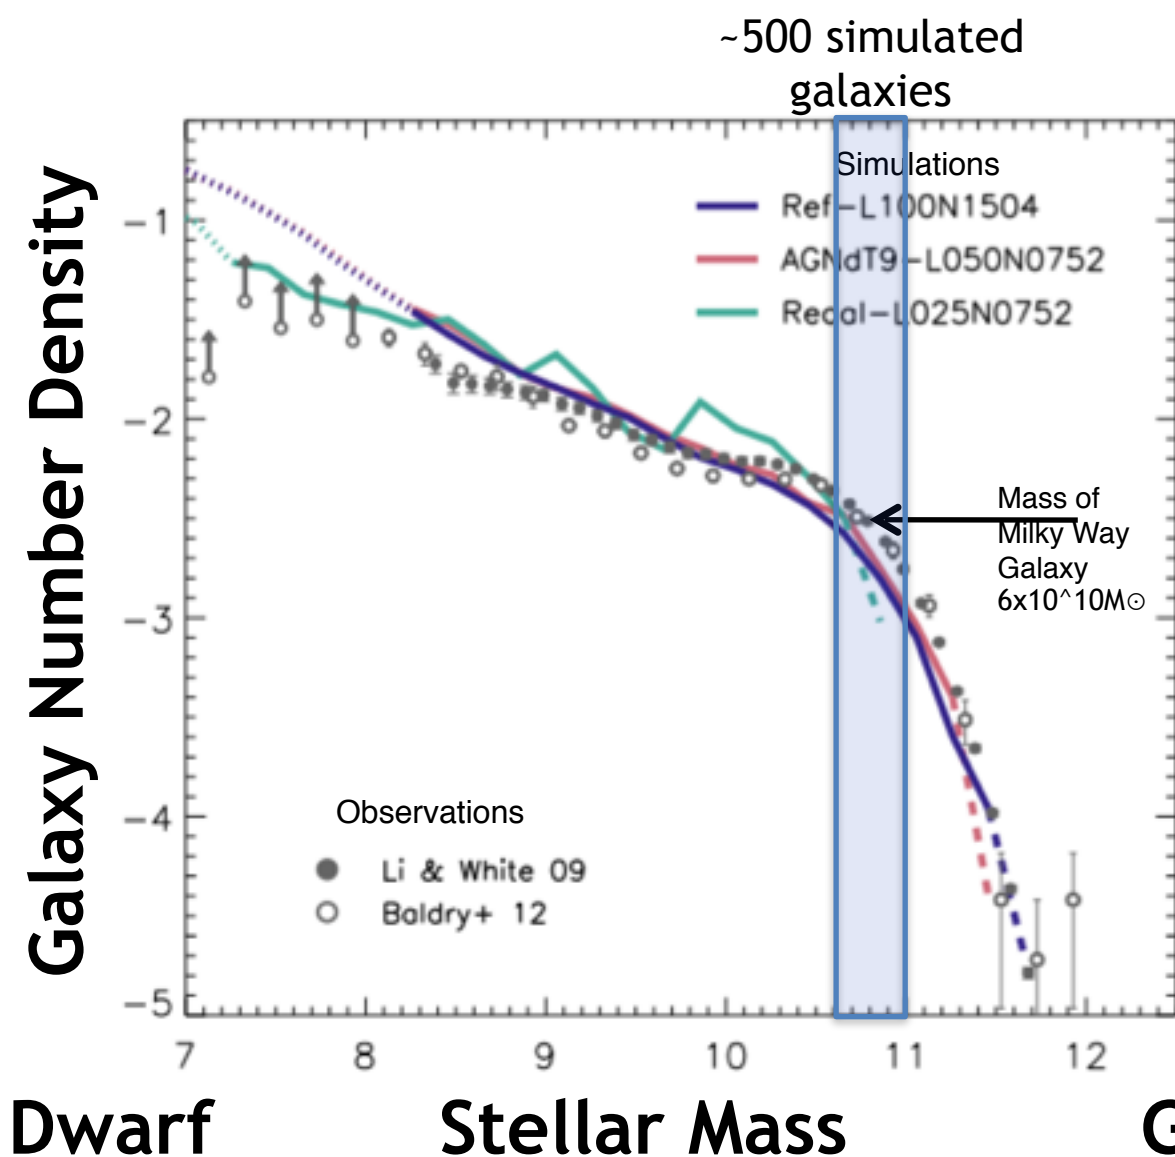 ~500 simulated
galaxies
Simulations
Ref-L100N1504
AGNdT9-L050N0752
Recal-L025N0752
Galaxy Number Density
−1
−2
−3
−4
−5
Mass of
Milky Way
Galaxy
6x10^10M⊙
Observations
Li & White 09
Baldry+ 12
7 8 9 10 11 12
Dwarf Stellar Mass G